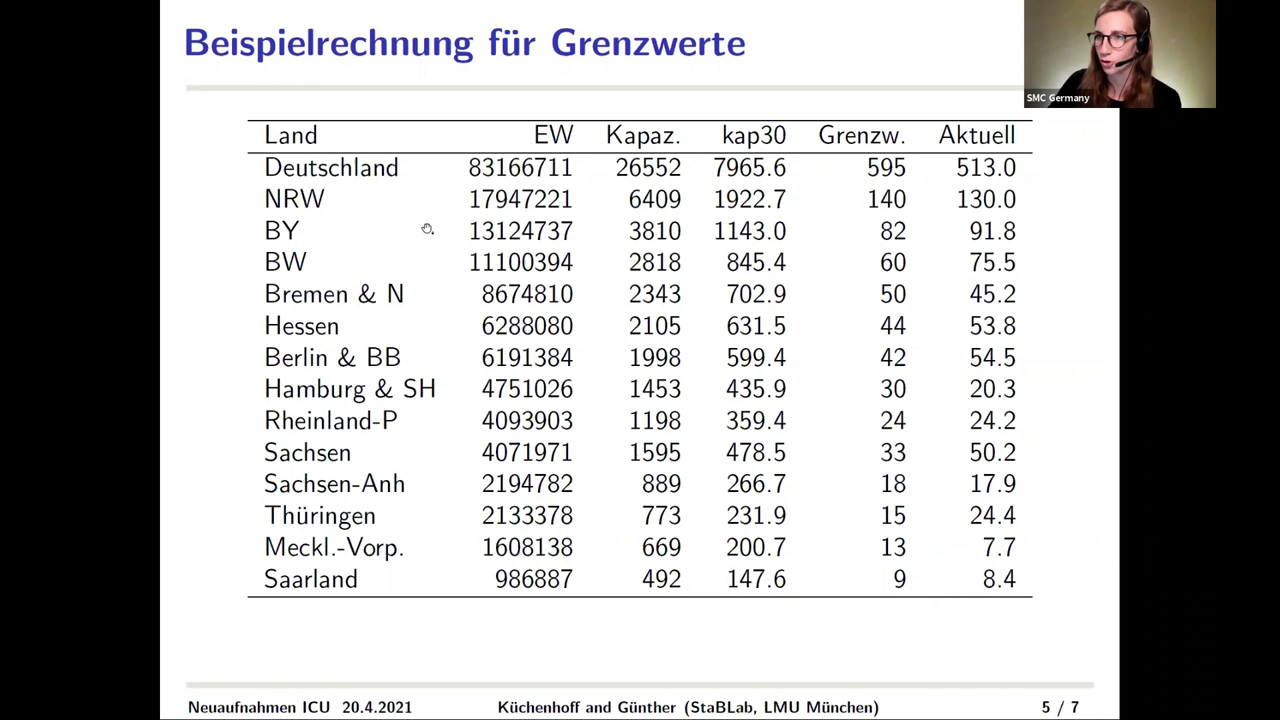 Beispielrechnung für Grenzwerte
SMC Germany
Land EW Kapaz. kap30 Grenzw. Aktuell
Deutschland 83166711 26552 7965.6 595 513.0
NRW 17947221 6409 1922.7 140 130.0
BY 13124737 3810 1143.0 82 91.8
BW 11100394 2818 845.4 60 75.5
Bremen & N 8674810 2343 702.9 50 45.2
Hessen 6288080 2105 631.5 44 53.8
Berlin & BB 6191384 1998 599.4 42 54.5
Hamburg & SH 4751026 1453 435.9 30 20.3
Rheinland-P 4093903 1198 359.4 24 24.2
Sachsen 4071971 1595 478.5 33 50.2
Sachsen-Anh 2194782 889 266.7 18 17.9
Thüringen 2133378 773 231.9 15 24.4
Meckl.-Vorp. 1608138 669 200.7 13 7.7
Saarland 986887 492 147.6 9 8.4
Neuaufnahmen ICU 20.4.2021 Küchenhoff and Günther (StaBLab, LMU München) 5 / 7